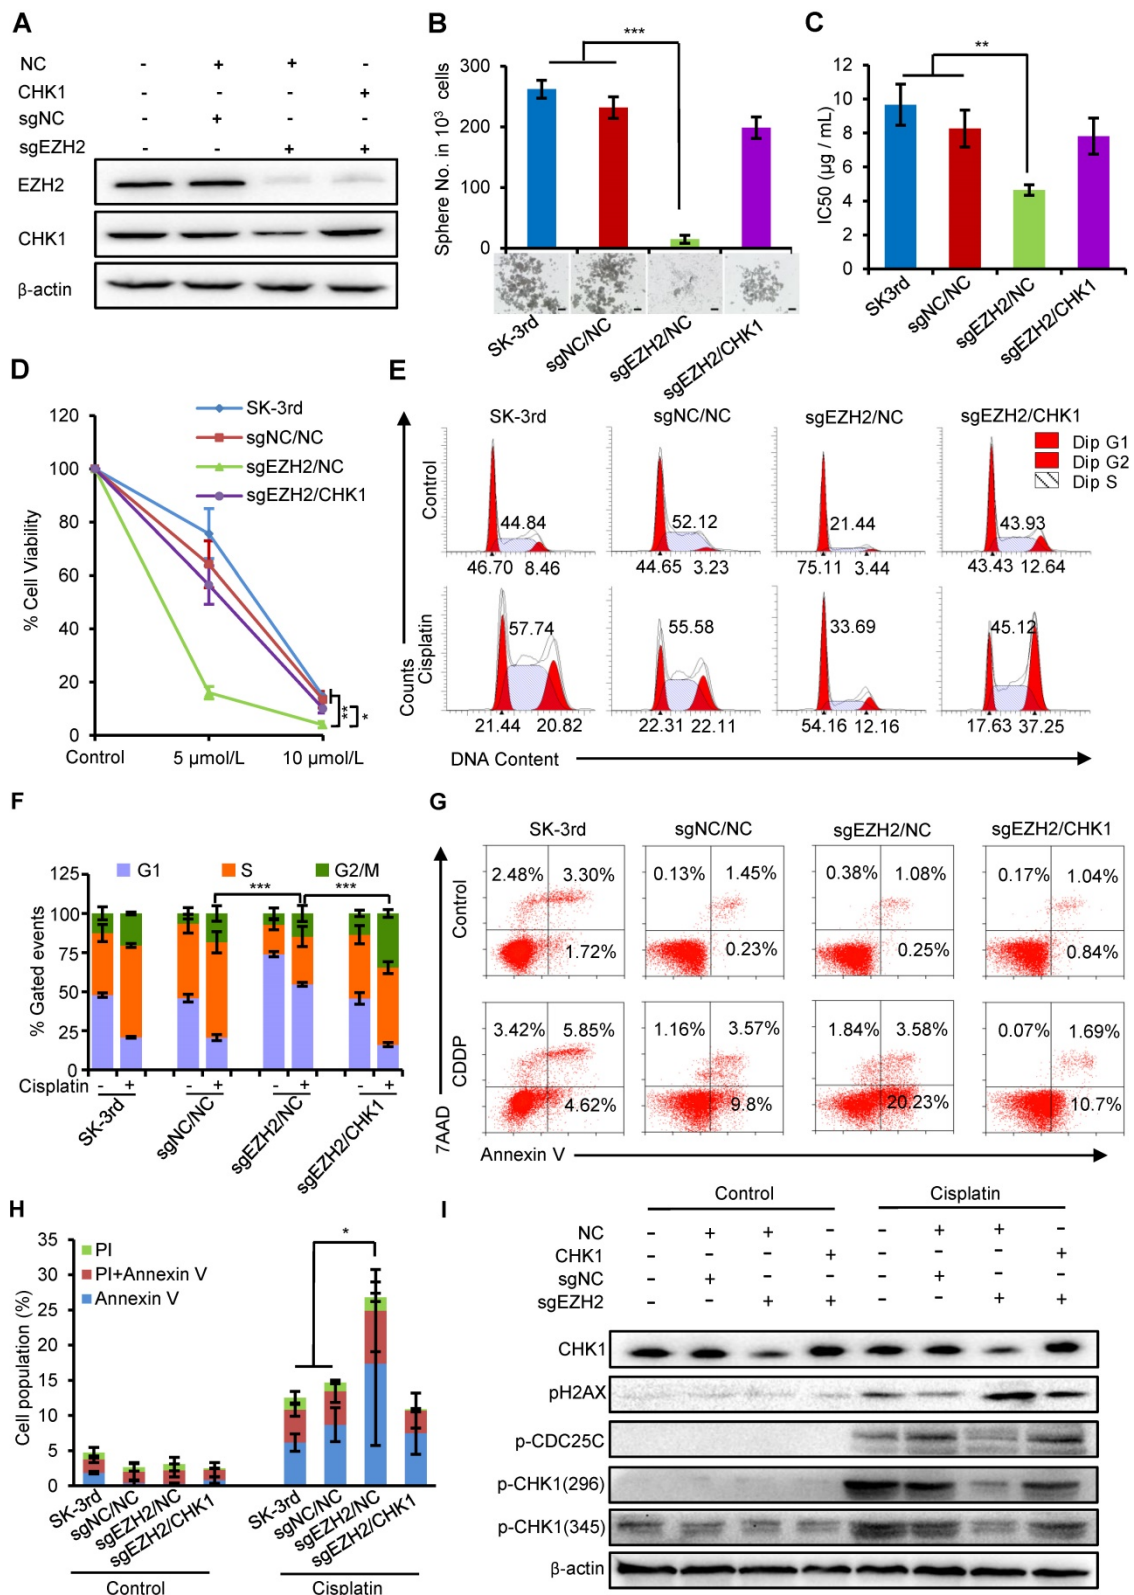 A
NC - + + -
CHK1 - - - +
sgNC - + - -
sgEZH2 - - + +
EZH2
CHK1
β-actin
B
***
Sphere No. in 10³ cells
300
200
100
0
SK-3rd
sgNC/NC
sgEZH2/NC
sgEZH2/CHK1
C
**
IC50 (µg / mL)
12
10
8
6
4
2
0
SK3rd
sgNC/NC
sgEZH2/NC
sgEZH2/CHK1
D
% Cell Viability
120
100
80
60
40
20
0
SK-3rd
sgNC/NC
sgEZH2/NC
sgEZH2/CHK1
**
*
Control 5 µmol/L 10 µmol/L
E
SK-3rd sgNC/NC sgEZH2/NC sgEZH2/CHK1
Dip G1
Dip G2
Dip S
Control
44.84 52.12 21.44 43.93
46.70 8.46 44.65 3.23 75.11 3.44 43.43 12.64
Cisplatin
57.74 55.58 33.69 45.12
21.44 20.82 22.31 22.11 54.16 12.16 17.63 37.25
Counts
DNA Content
F
G1 S G2/M
*** ***
% Gated events
125
100
75
50
25
0
Cisplatin - + - + - + - +
SK-3rd
sgNC/NC
sgEZH2/NC
sgEZH2/CHK1
G
SK-3rd sgNC/NC sgEZH2/NC sgEZH2/CHK1
Control
2.48% 3.30% 0.13% 1.45% 0.38% 1.08% 0.17% 1.04%
1.72% 0.23% 0.25% 0.84%
CDDP
3.42% 5.85% 1.16% 3.57% 1.84% 3.58% 0.07% 1.69%
4.62% 9.8% 20.23% 10.7%
7AAD
Annexin V
H
PI
PI+Annexin V
Annexin V
*
Cell population (%)
35
30
25
20
15
10
5
0
SK-3rd
sgNC/NC
sgEZH2/NC
sgEZH2/CHK1
SK-3rd
sgNC/NC
sgEZH2/NC
sgEZH2/CHK1
Control Cisplatin
I
Control Cisplatin
NC - + + - - + + -
CHK1 - - - + - - - +
sgNC - + - - - + - -
sgEZH2 - - + + - - + +
CHK1
pH2AX
p-CDC25C
p-CHK1(296)
p-CHK1(345)
β-actin